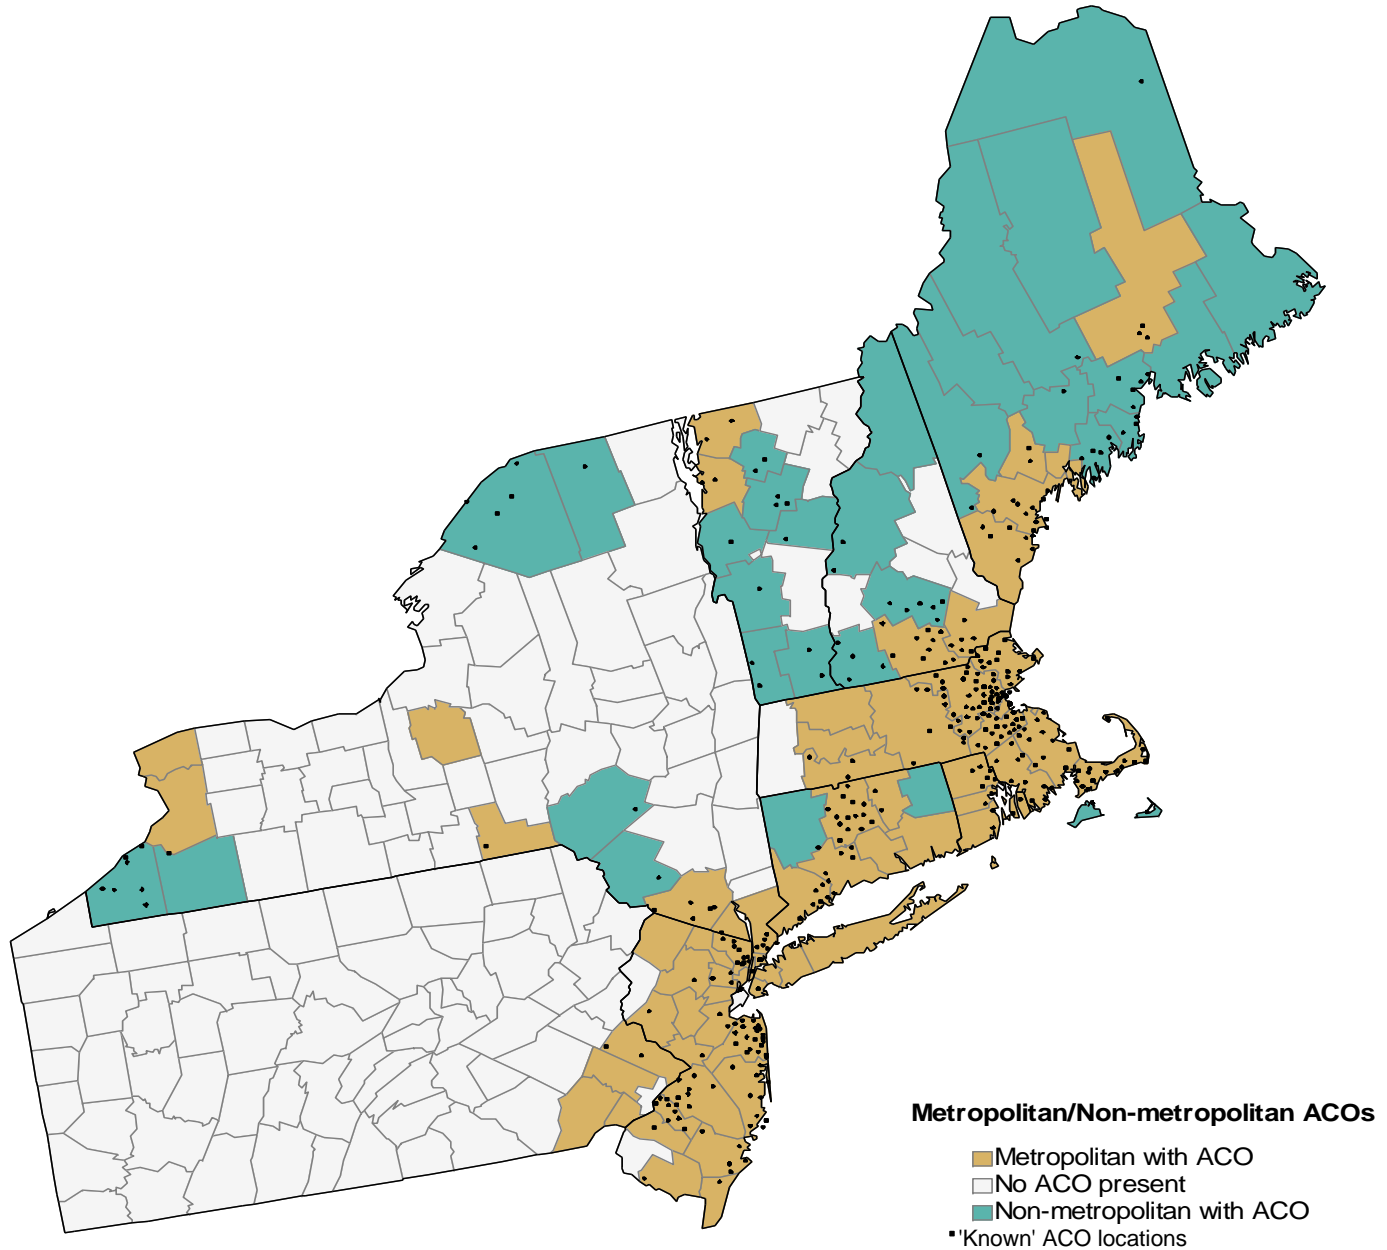 Metropolitan/Non-metropolitan ACOs
Metropolitan with ACO
No ACO present
Non-metropolitan with ACO
'Known' ACO locations